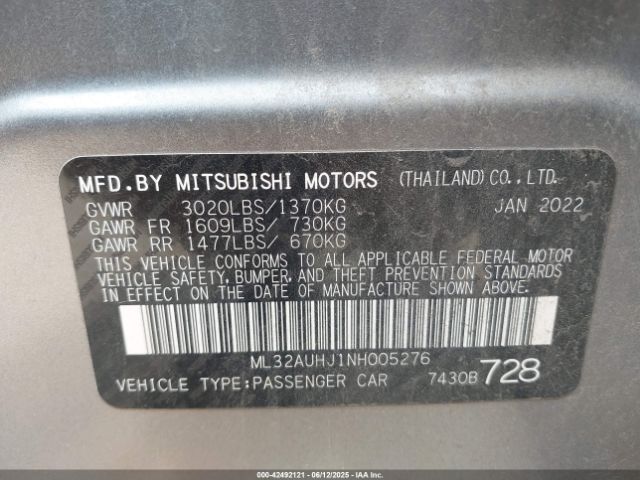 MFD.BY MITSUBISHI MOTORS (THAILAND)CO.,LTD.
GVWR 3020LBS/1370KG JAN 2022
GAWR FR 1609LBS/ 730KG
GAWR RR 1477LBS/ 670KG
THIS VEHICLE CONFORMS TO ALL APPLICABLE FEDERAL MOTOR
VEHICLE SAFETY, BUMPER, AND THEFT PREVENTION STANDARDS
IN EFFECT ON THE DATE OF MANUFACTURE SHOWN ABOVE.
ML32AUHJ1NH005276
VEHICLE TYPE:PASSENGER CAR 7430B 728
000-42492121 - 06/12/2025 - IAAI.COM